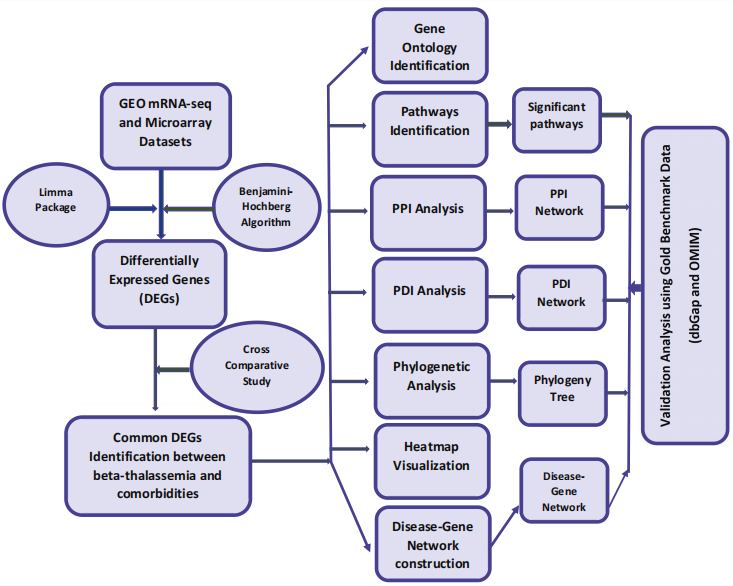 GEO mRNA-seq
and Microarray
Datasets
Limma
Package
Benjamini-
Hochberg
Algorithm
Differentially
Expressed Genes
(DEGs)
Cross
Comparative
Study
Common DEGs
Identification between
beta-thalassemia and
comorbidities
Gene
Ontology
Identification
Pathways
Identification
Significant
pathways
PPI Analysis
PPI
Network
PDI Analysis
PDI
Network
Phylogenetic
Analysis
Phylogeny
Tree
Heatmap
Visualization
Disease-Gene
Network
construction
Disease-
Gene
Network
Validation Analysis using Gold Benchmark Data
(dbGap and OMIM)